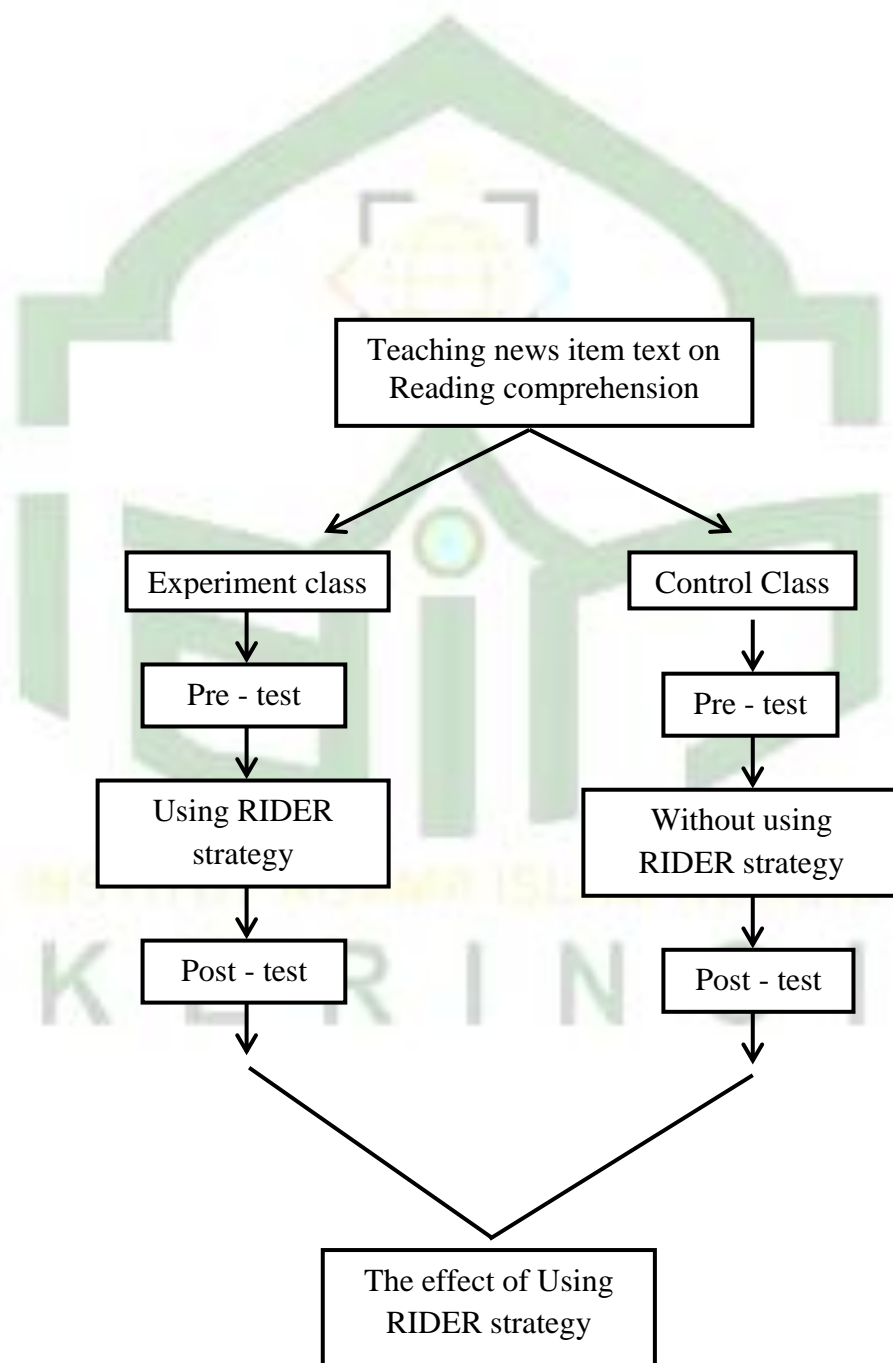 Teaching news item text on
Reading comprehension
Experiment class
Control Class
Pre - test
Pre - test
Using RIDER
strategy
Without using
RIDER strategy
K E R I N C I
Post - test
Post - test
The effect of Using
RIDER strategy